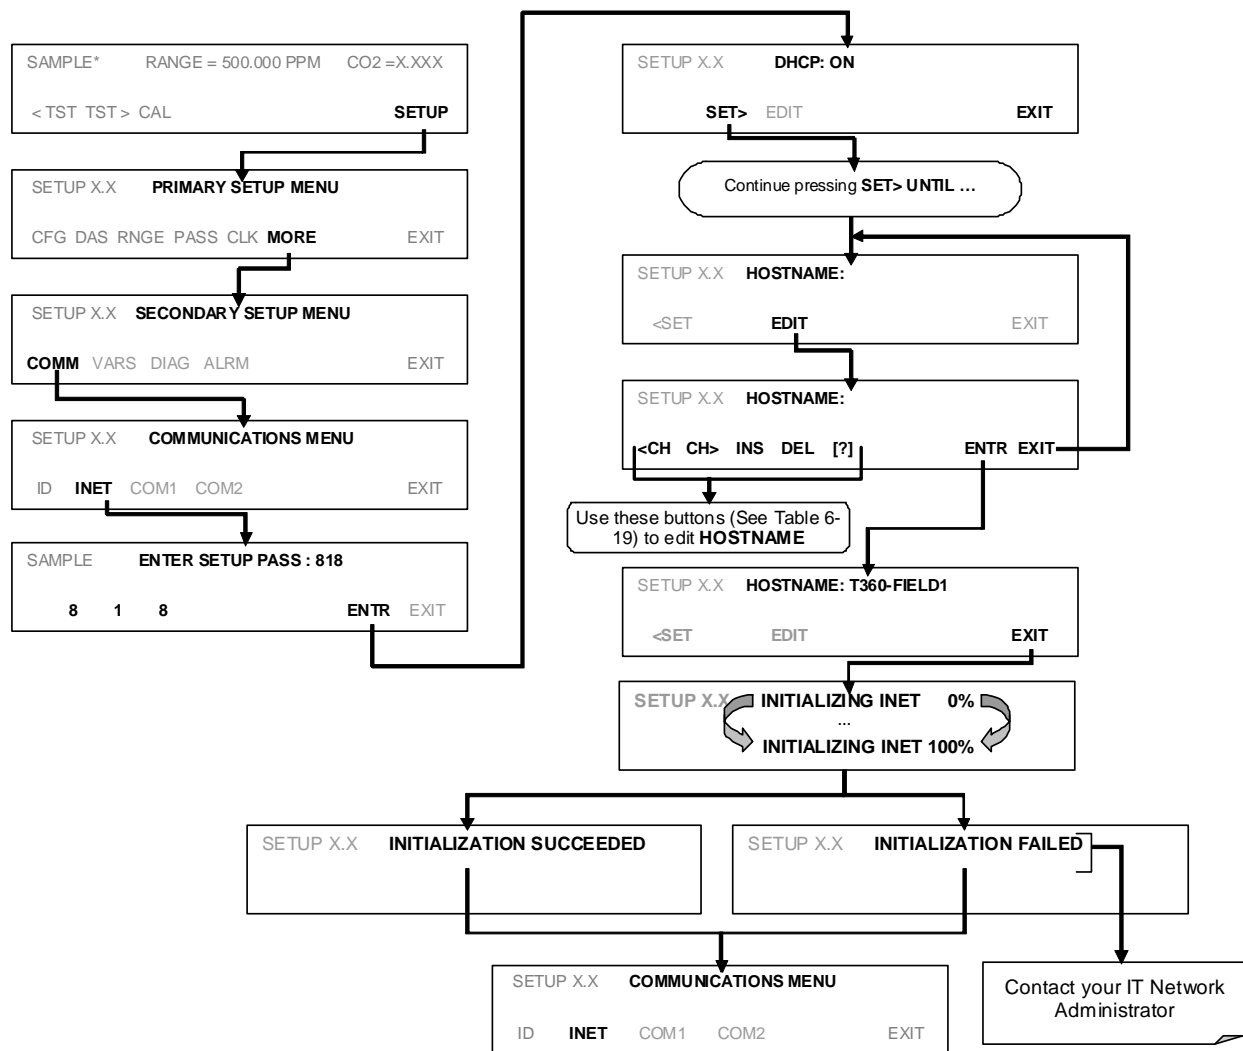 SAMPLE* RANGE = 500.000 PPM CO2 =X.XXX
< TST TST > CAL SETUP
SETUP X.X PRIMARY SETUP MENU
CFG DAS RNGE PASS CLK MORE EXIT
SETUP X.X SECONDARY SETUP MENU
COMM VARS DIAG ALRM EXIT
SETUP X.X COMMUNICATIONS MENU
ID INET COM1 COM2 EXIT
SAMPLE ENTER SETUP PASS : 818
8 1 8 ENTR EXIT
SETUP X.X DHCP: ON
SET> EDIT EXIT
Continue pressing SET> UNTIL ...
SETUP X.X HOSTNAME:
<SET EDIT EXIT
SETUP X.X HOSTNAME:
<CH CH> INS DEL [?] ENTR EXIT
Use these buttons (See Table 6-
19) to edit HOSTNAME
SETUP X.X HOSTNAME: T360-FIELD1
<SET EDIT EXIT
SETUP X.X INITIALIZING INET 0%
...
INITIALIZING INET 100%
SETUP X.X INITIALIZATION SUCCEEDED
SETUP X.X INITIALIZATION FAILED
SETUP X.X COMMUNICATIONS MENU
ID INET COM1 COM2 EXIT
Contact your IT Network
Administrator